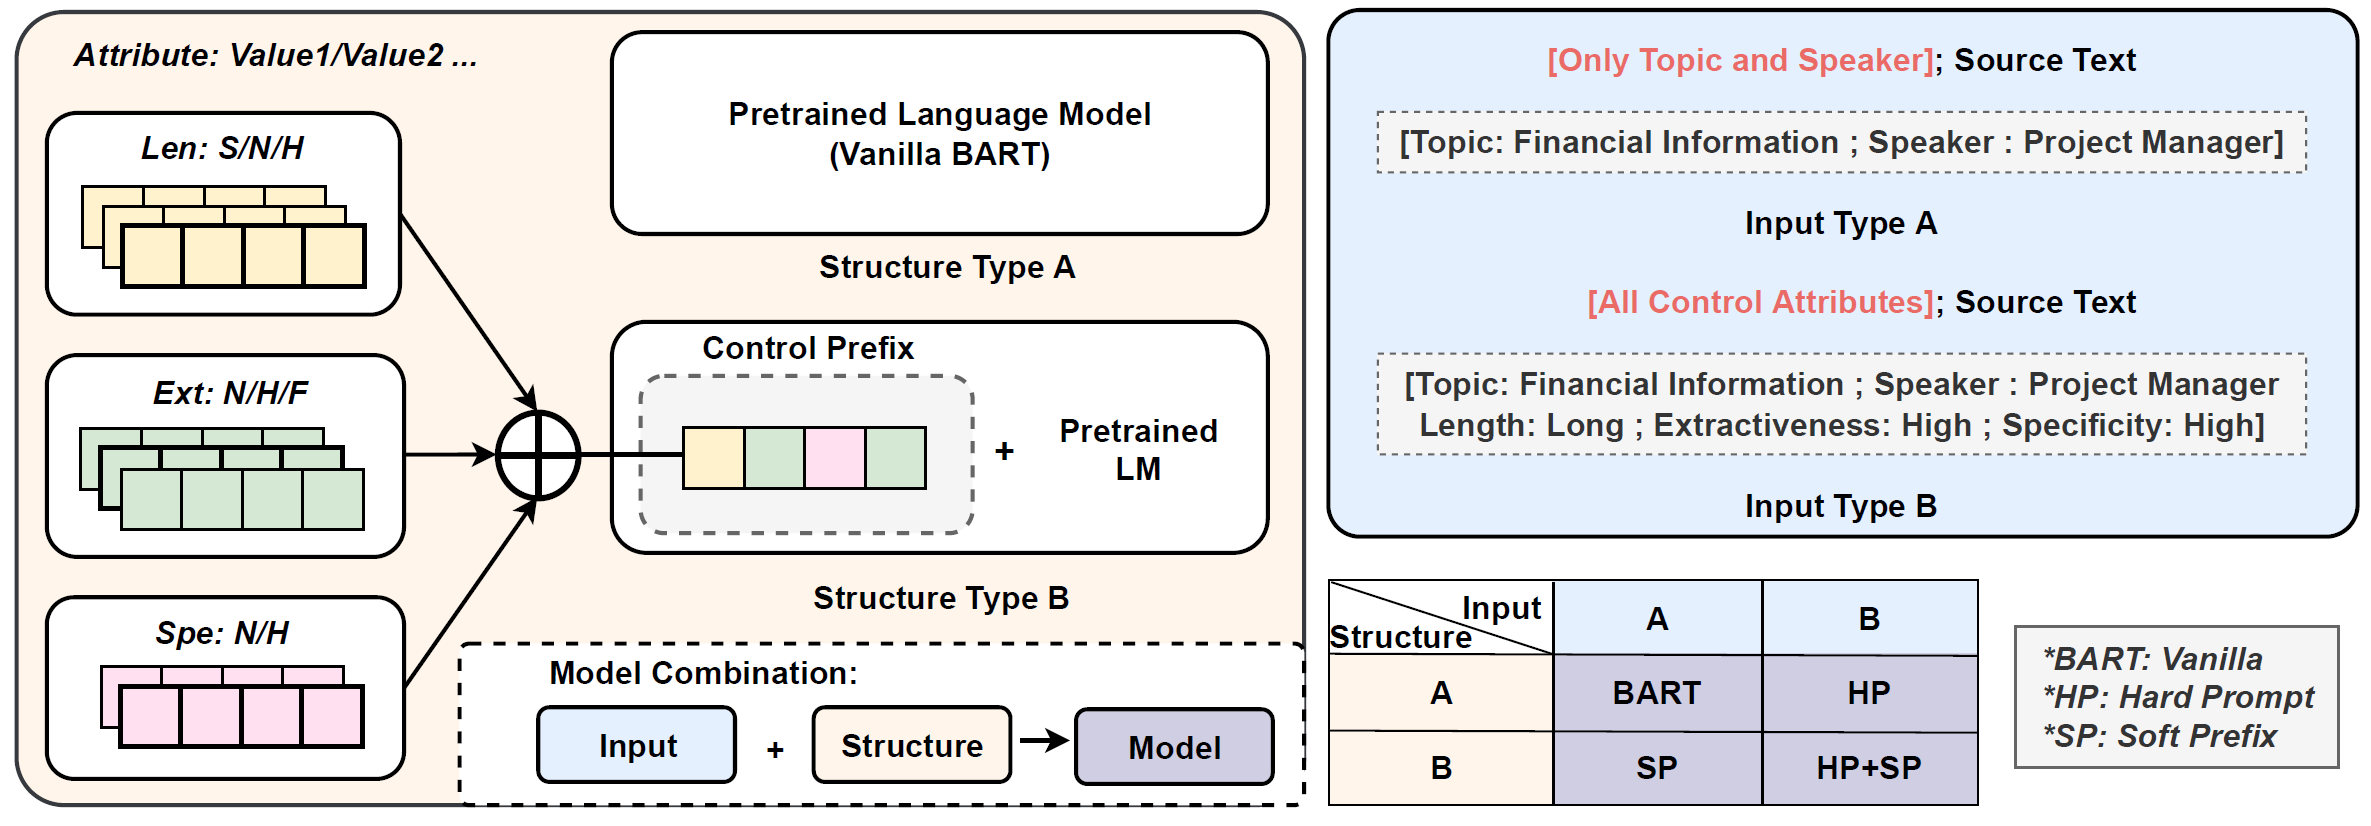 Attribute: Value1/Value2 ...
Len: S/N/H
Ext: N/H/F
Spe: N/H
Pretrained Language Model
(Vanilla BART)
Structure Type A
Control Prefix
+
Pretrained
LM
Structure Type B
Model Combination:
Input + Structure Model
[Only Topic and Speaker]; Source Text
[Topic: Financial Information ; Speaker : Project Manager]
Input Type A
[All Control Attributes]; Source Text
[Topic: Financial Information ; Speaker : Project Manager
Length: Long ; Extractiveness: High ; Specificity: High]
Input Type B
Input
Structure
A B
A BART HP
B SP HP+SP
*BART: Vanilla
*HP: Hard Prompt
*SP: Soft Prefix